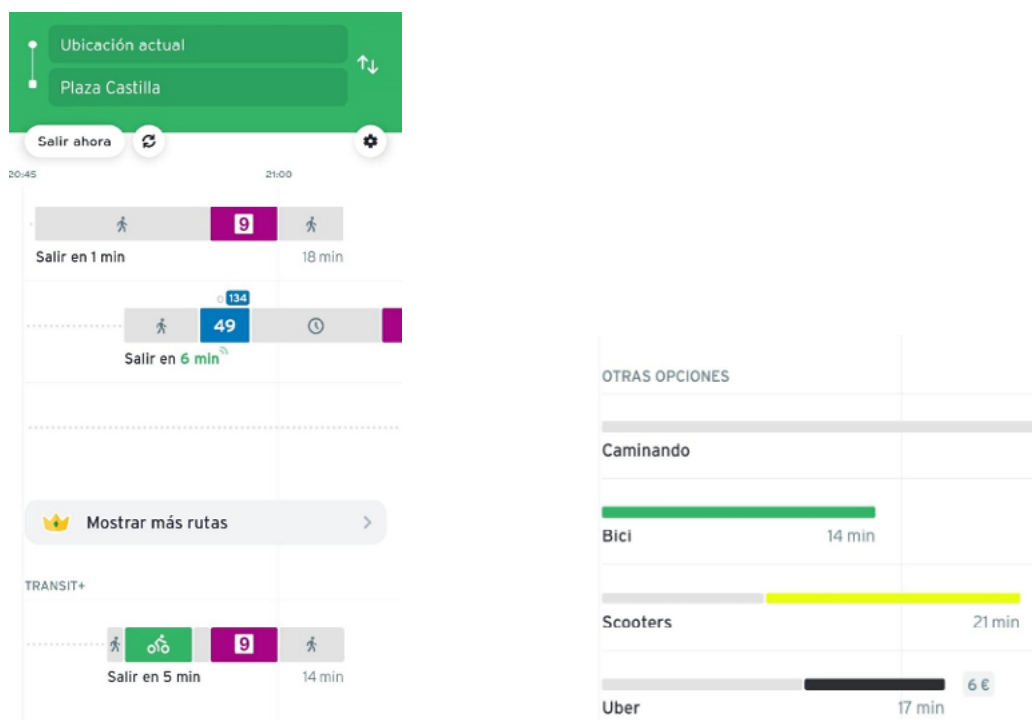 Ubicación actual
Plaza Castilla
Salir ahora
20:45 21:00
9
Salir en 1 min 18 min
134
49
Salir en 6 min
Mostrar más rutas
TRANSIT+
9
Salir en 5 min 14 min
OTRAS OPCIONES
Caminando
Bici 14 min
Scooters 21 min
6 €
Uber 17 min